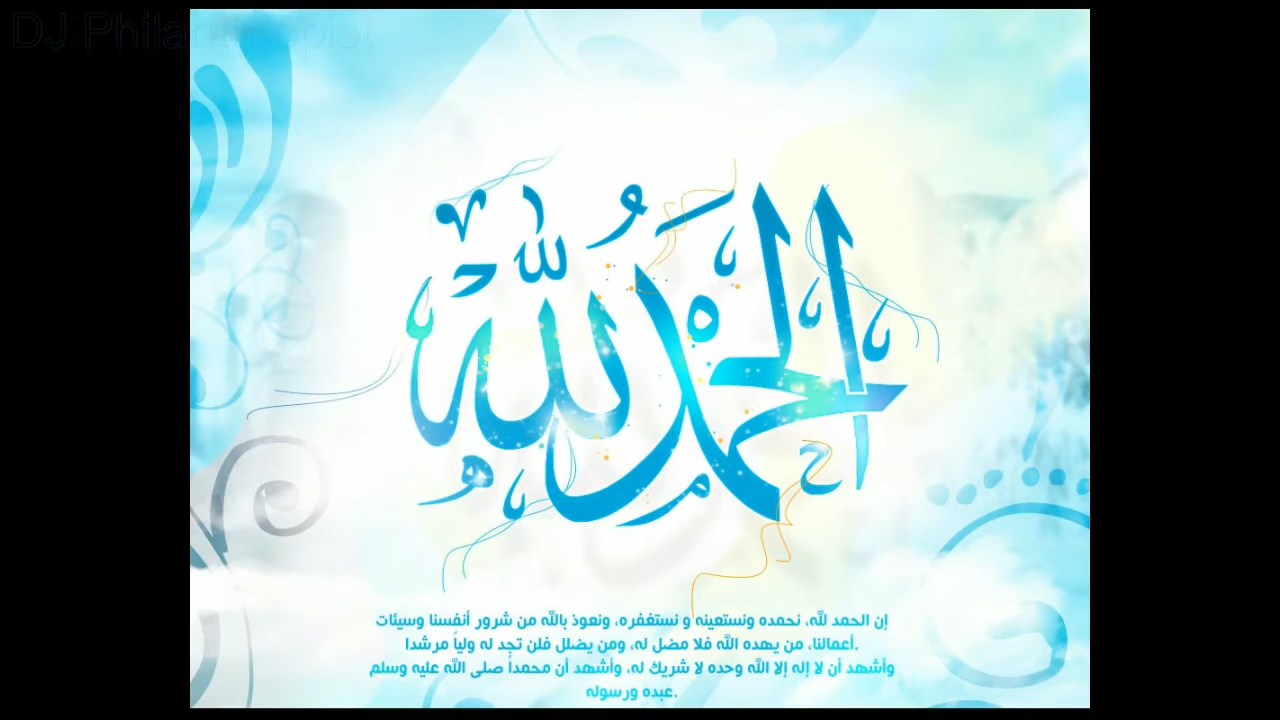 DJ Philanthropist
الحمد لله
إن الحمد لله، نحمده ونستعينه و نستغفره، ونعوذ بالله من شرور أنفسنا وسيئات
أعمالنا، من يهده الله فلا مضل له، ومن يضلل فلن تجد له ولياً مرشدا.
وأشهد أن لا إله إلا الله وحده لا شريك له، وأشهد أن محمداً صلى الله عليه وسلم
عبده ورسوله.